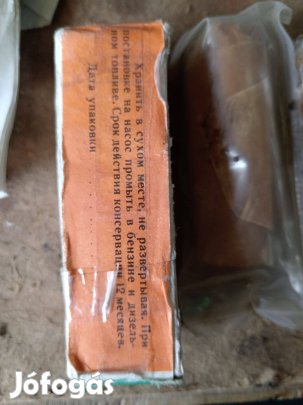 Хранить в сухом месте, не развертывая. При
постановке на насос промыть в бензине и дизель-
ном топливе. Срок действия консервации 12 месяцев.
Дата упаковки
Jófogás